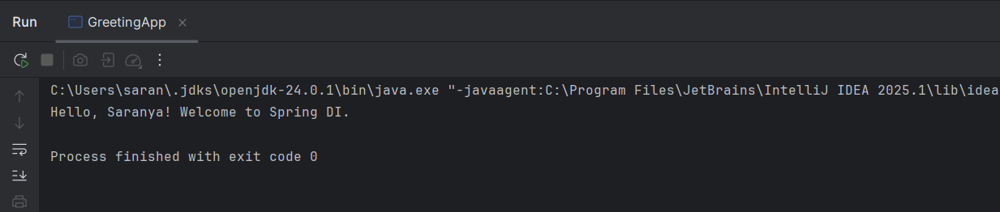 Run GreetingApp
C:\Users\saran\.jdks\openjdk-24.0.1\bin\java.exe "-javaagent:C:\Program Files\JetBrains\IntelliJ IDEA 2025.1\lib\idea
Hello, Saranya! Welcome to Spring DI.
Process finished with exit code 0